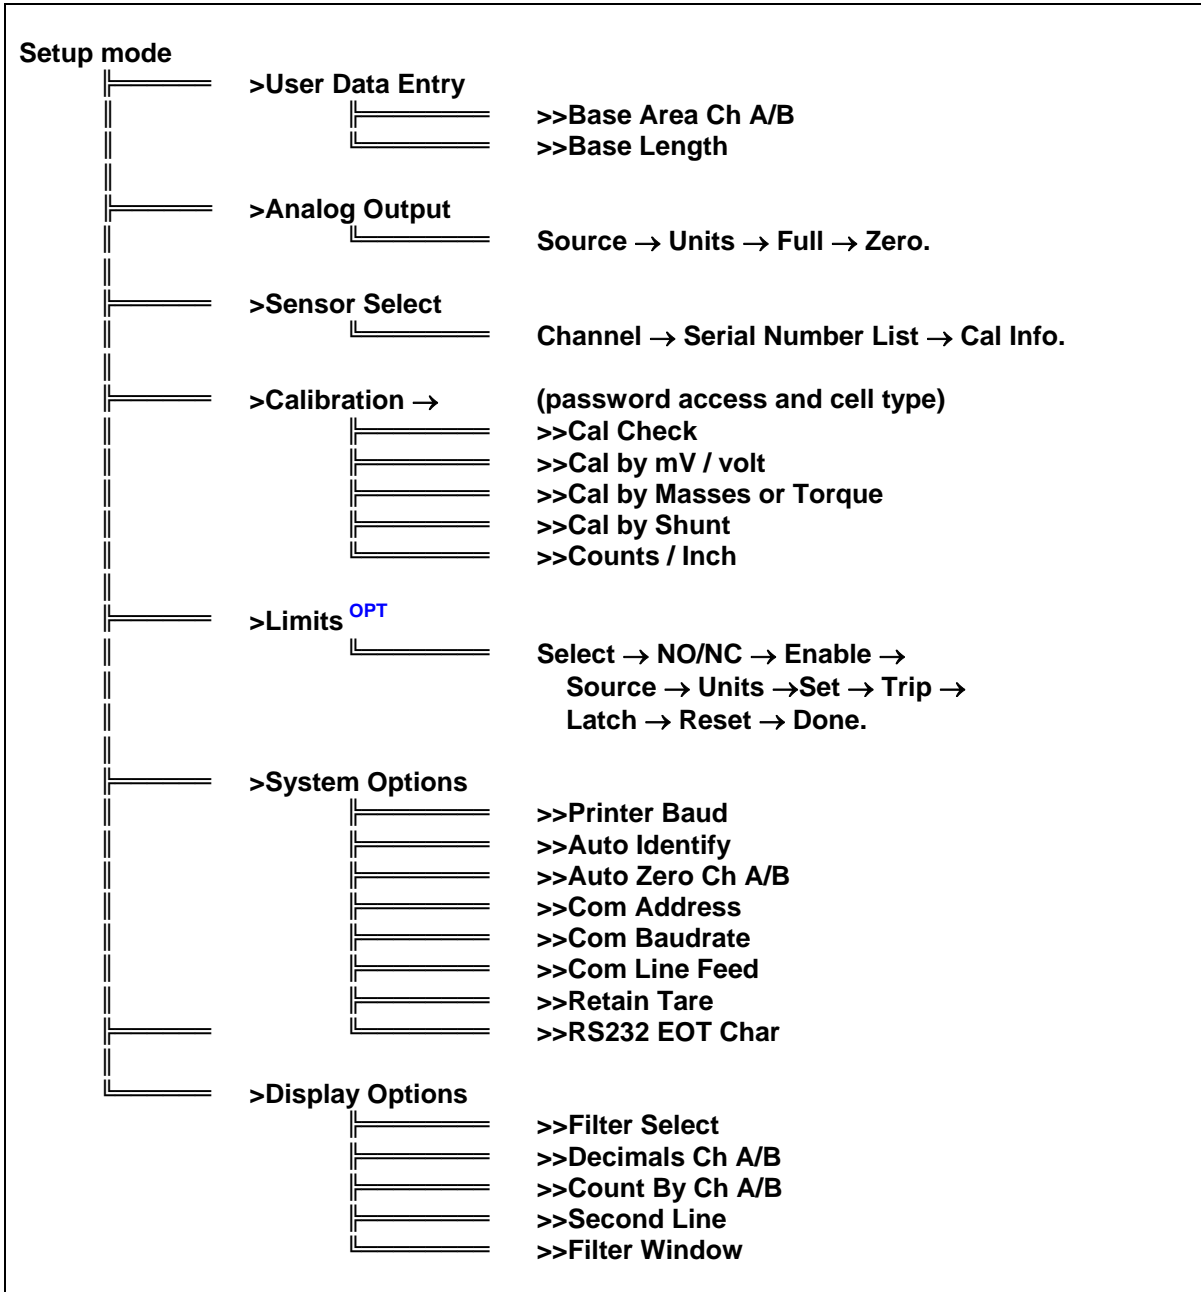 Setup mode
>User Data Entry
>>Base Area Ch A/B
>>Base Length
>Analog Output
Source → Units → Full → Zero.
>Sensor Select
Channel → Serial Number List → Cal Info.
>Calibration → (password access and cell type)
>>Cal Check
>>Cal by mV / volt
>>Cal by Masses or Torque
>>Cal by Shunt
>>Counts / Inch
>Limits OPT
Select → NO/NC → Enable →
Source → Units →Set → Trip →
Latch → Reset → Done.
>System Options
>>Printer Baud
>>Auto Identify
>>Auto Zero Ch A/B
>>Com Address
>>Com Baudrate
>>Com Line Feed
>>Retain Tare
>>RS232 EOT Char
>Display Options
>>Filter Select
>>Decimals Ch A/B
>>Count By Ch A/B
>>Second Line
>>Filter Window